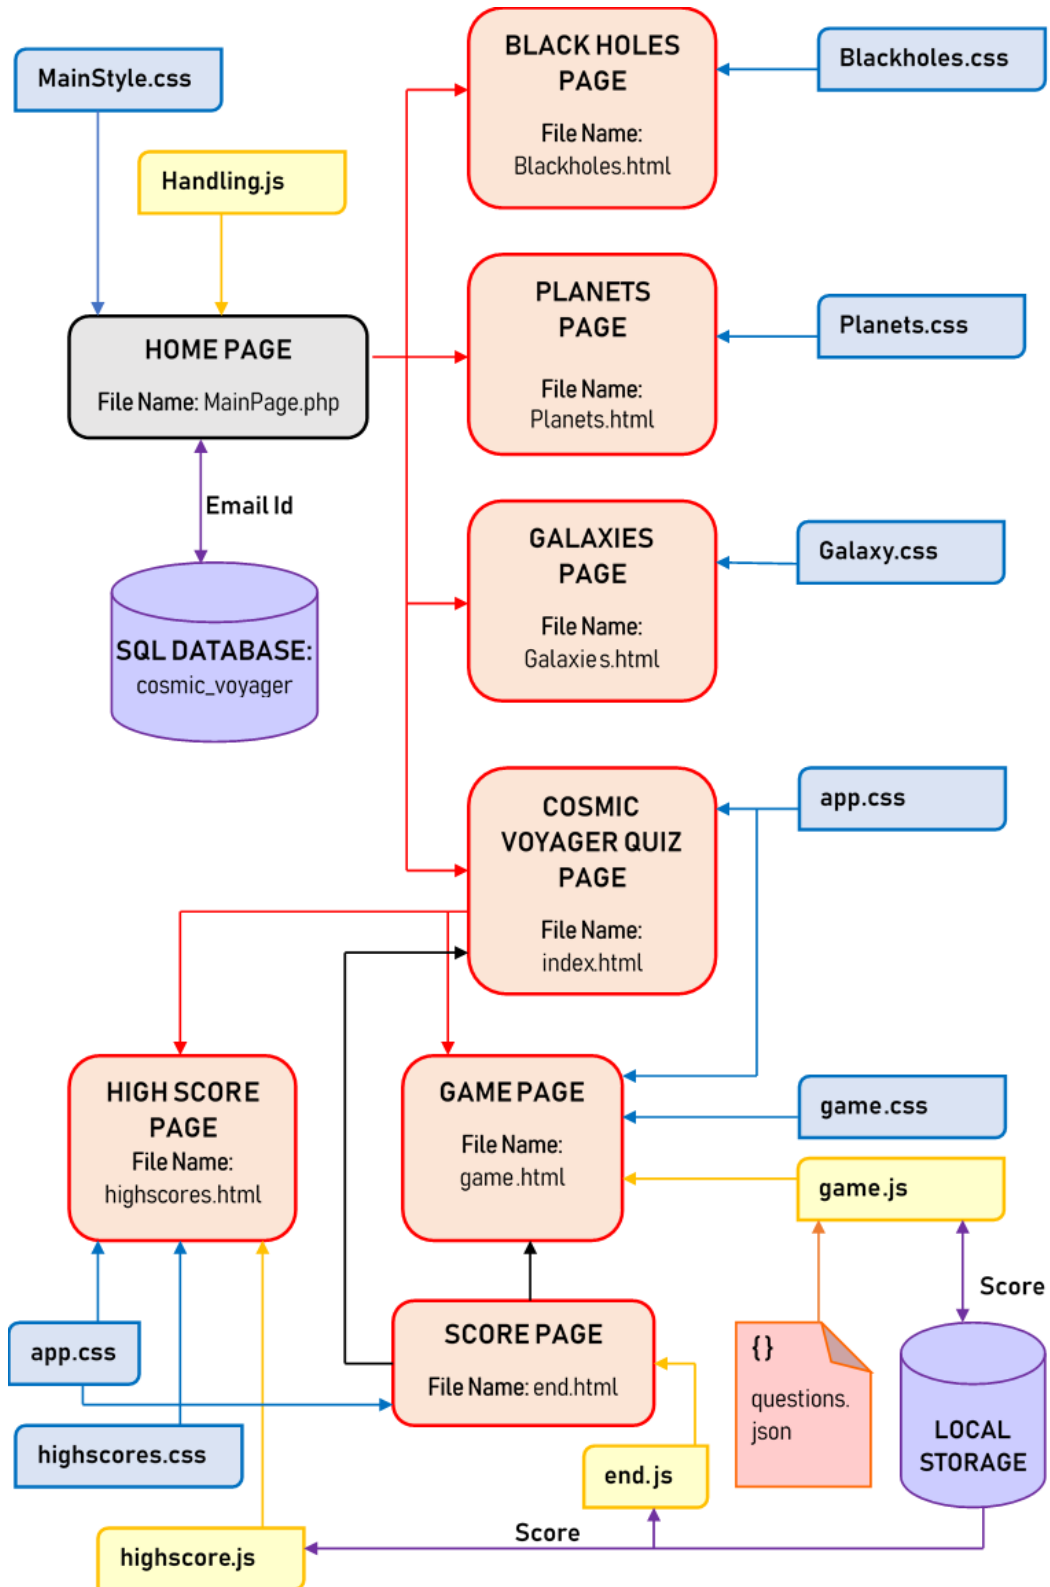 MainStyle.css
Handling.js
HOME PAGE
File Name: MainPage.php
Email Id
SQL DATABASE:
cosmic_voyager
BLACK HOLES
PAGE
File Name:
Blackholes.html
Blackholes.css
PLANETS
PAGE
File Name:
Planets.html
Planets.css
GALAXIES
PAGE
File Name:
Galaxies.html
Galaxy.css
COSMIC
VOYAGER QUIZ
PAGE
File Name:
index.html
app.css
HIGH SCORE
PAGE
File Name:
highscores.html
GAME PAGE
File Name:
game.html
game.css
game.js
Score
SCORE PAGE
File Name: end.html
app.css
highscores.css
{}
questions.
json
LOCAL
STORAGE
end.js
Score
highscore.js